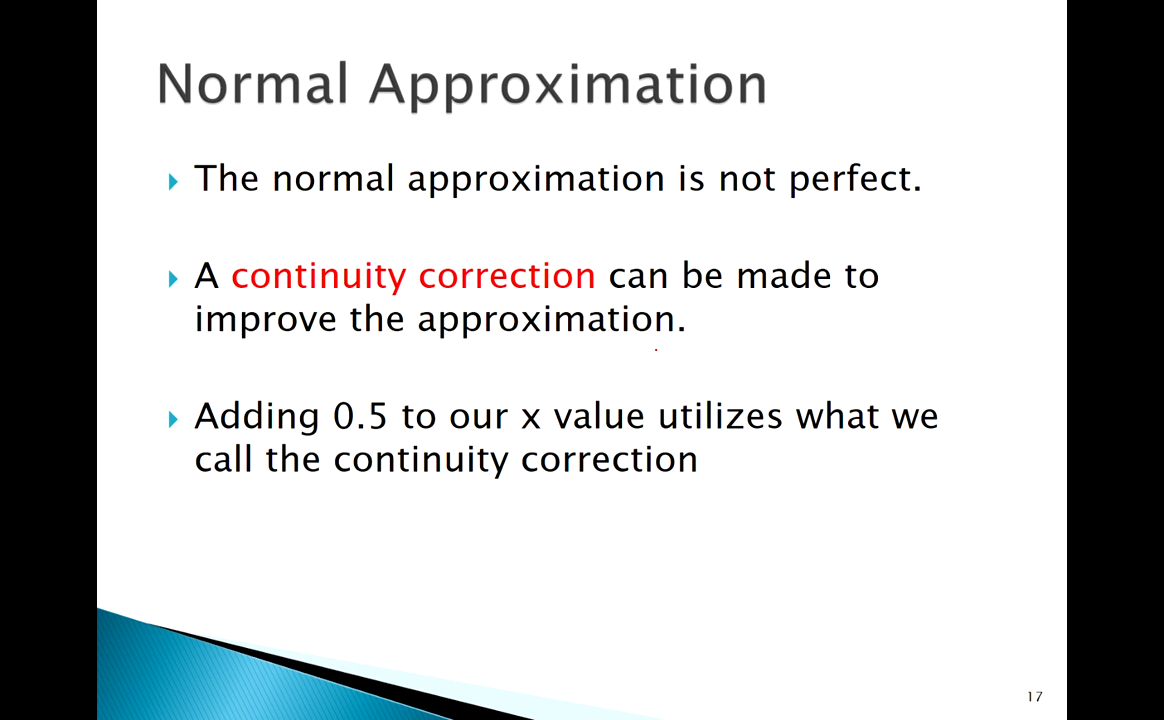 Normal Approximation
The normal approximation is not perfect.
A continuity correction can be made to
improve the approximation.
Adding 0.5 to our x value utilizes what we
call the continuity correction
17